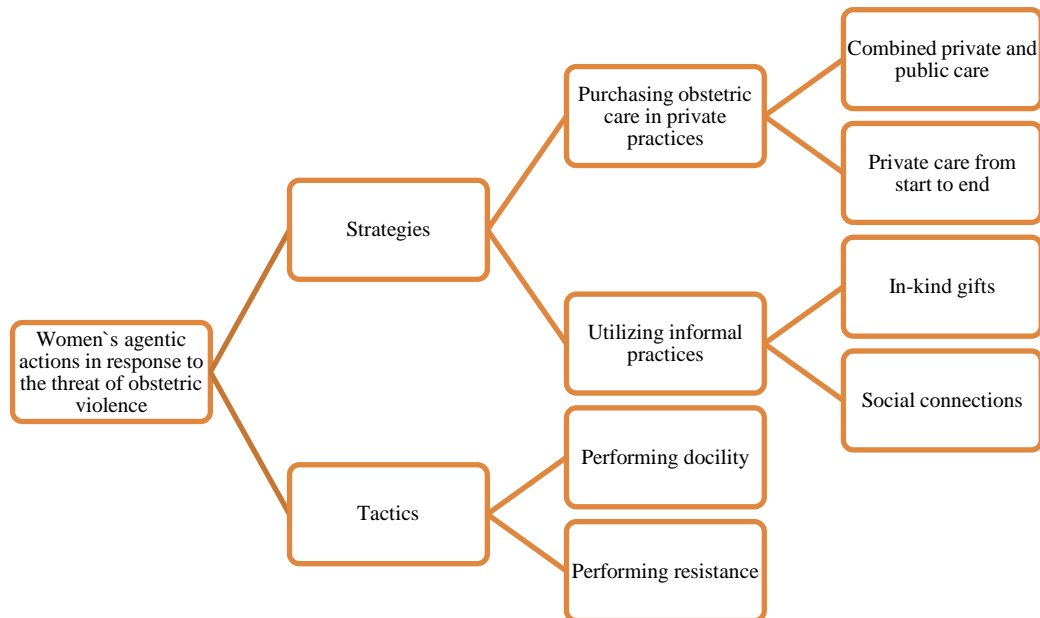 Women`s agentic
actions in response to
the threat of obstetric
violence
Strategies
Purchasing obstetric
care in private
practices
Combined private and
public care
Private care from
start to end
Utilizing informal
practices
In-kind gifts
Social connections
Tactics
Performing docility
Performing resistance